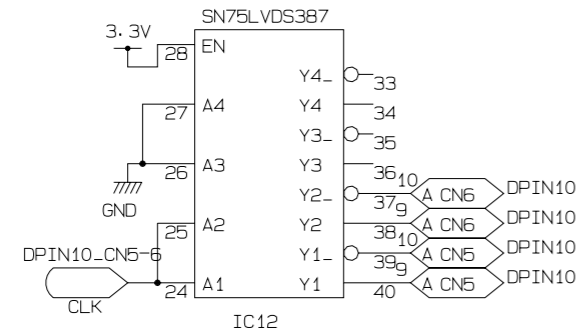 SN75LVDS387
3.3V
28 EN
Y4_ 33
27 A4 Y4 34
Y3_ 35
26 A3 Y3 36
GND
Y2_ 37 10 A CN6 DPIN10
25 A2 Y2 38 9 A CN6 DPIN10
DPIN10_CN5-6
Y1_ 39 10 A CN5 DPIN10
24 A1 Y1 40 9 A CN5 DPIN10
CLK
IC12